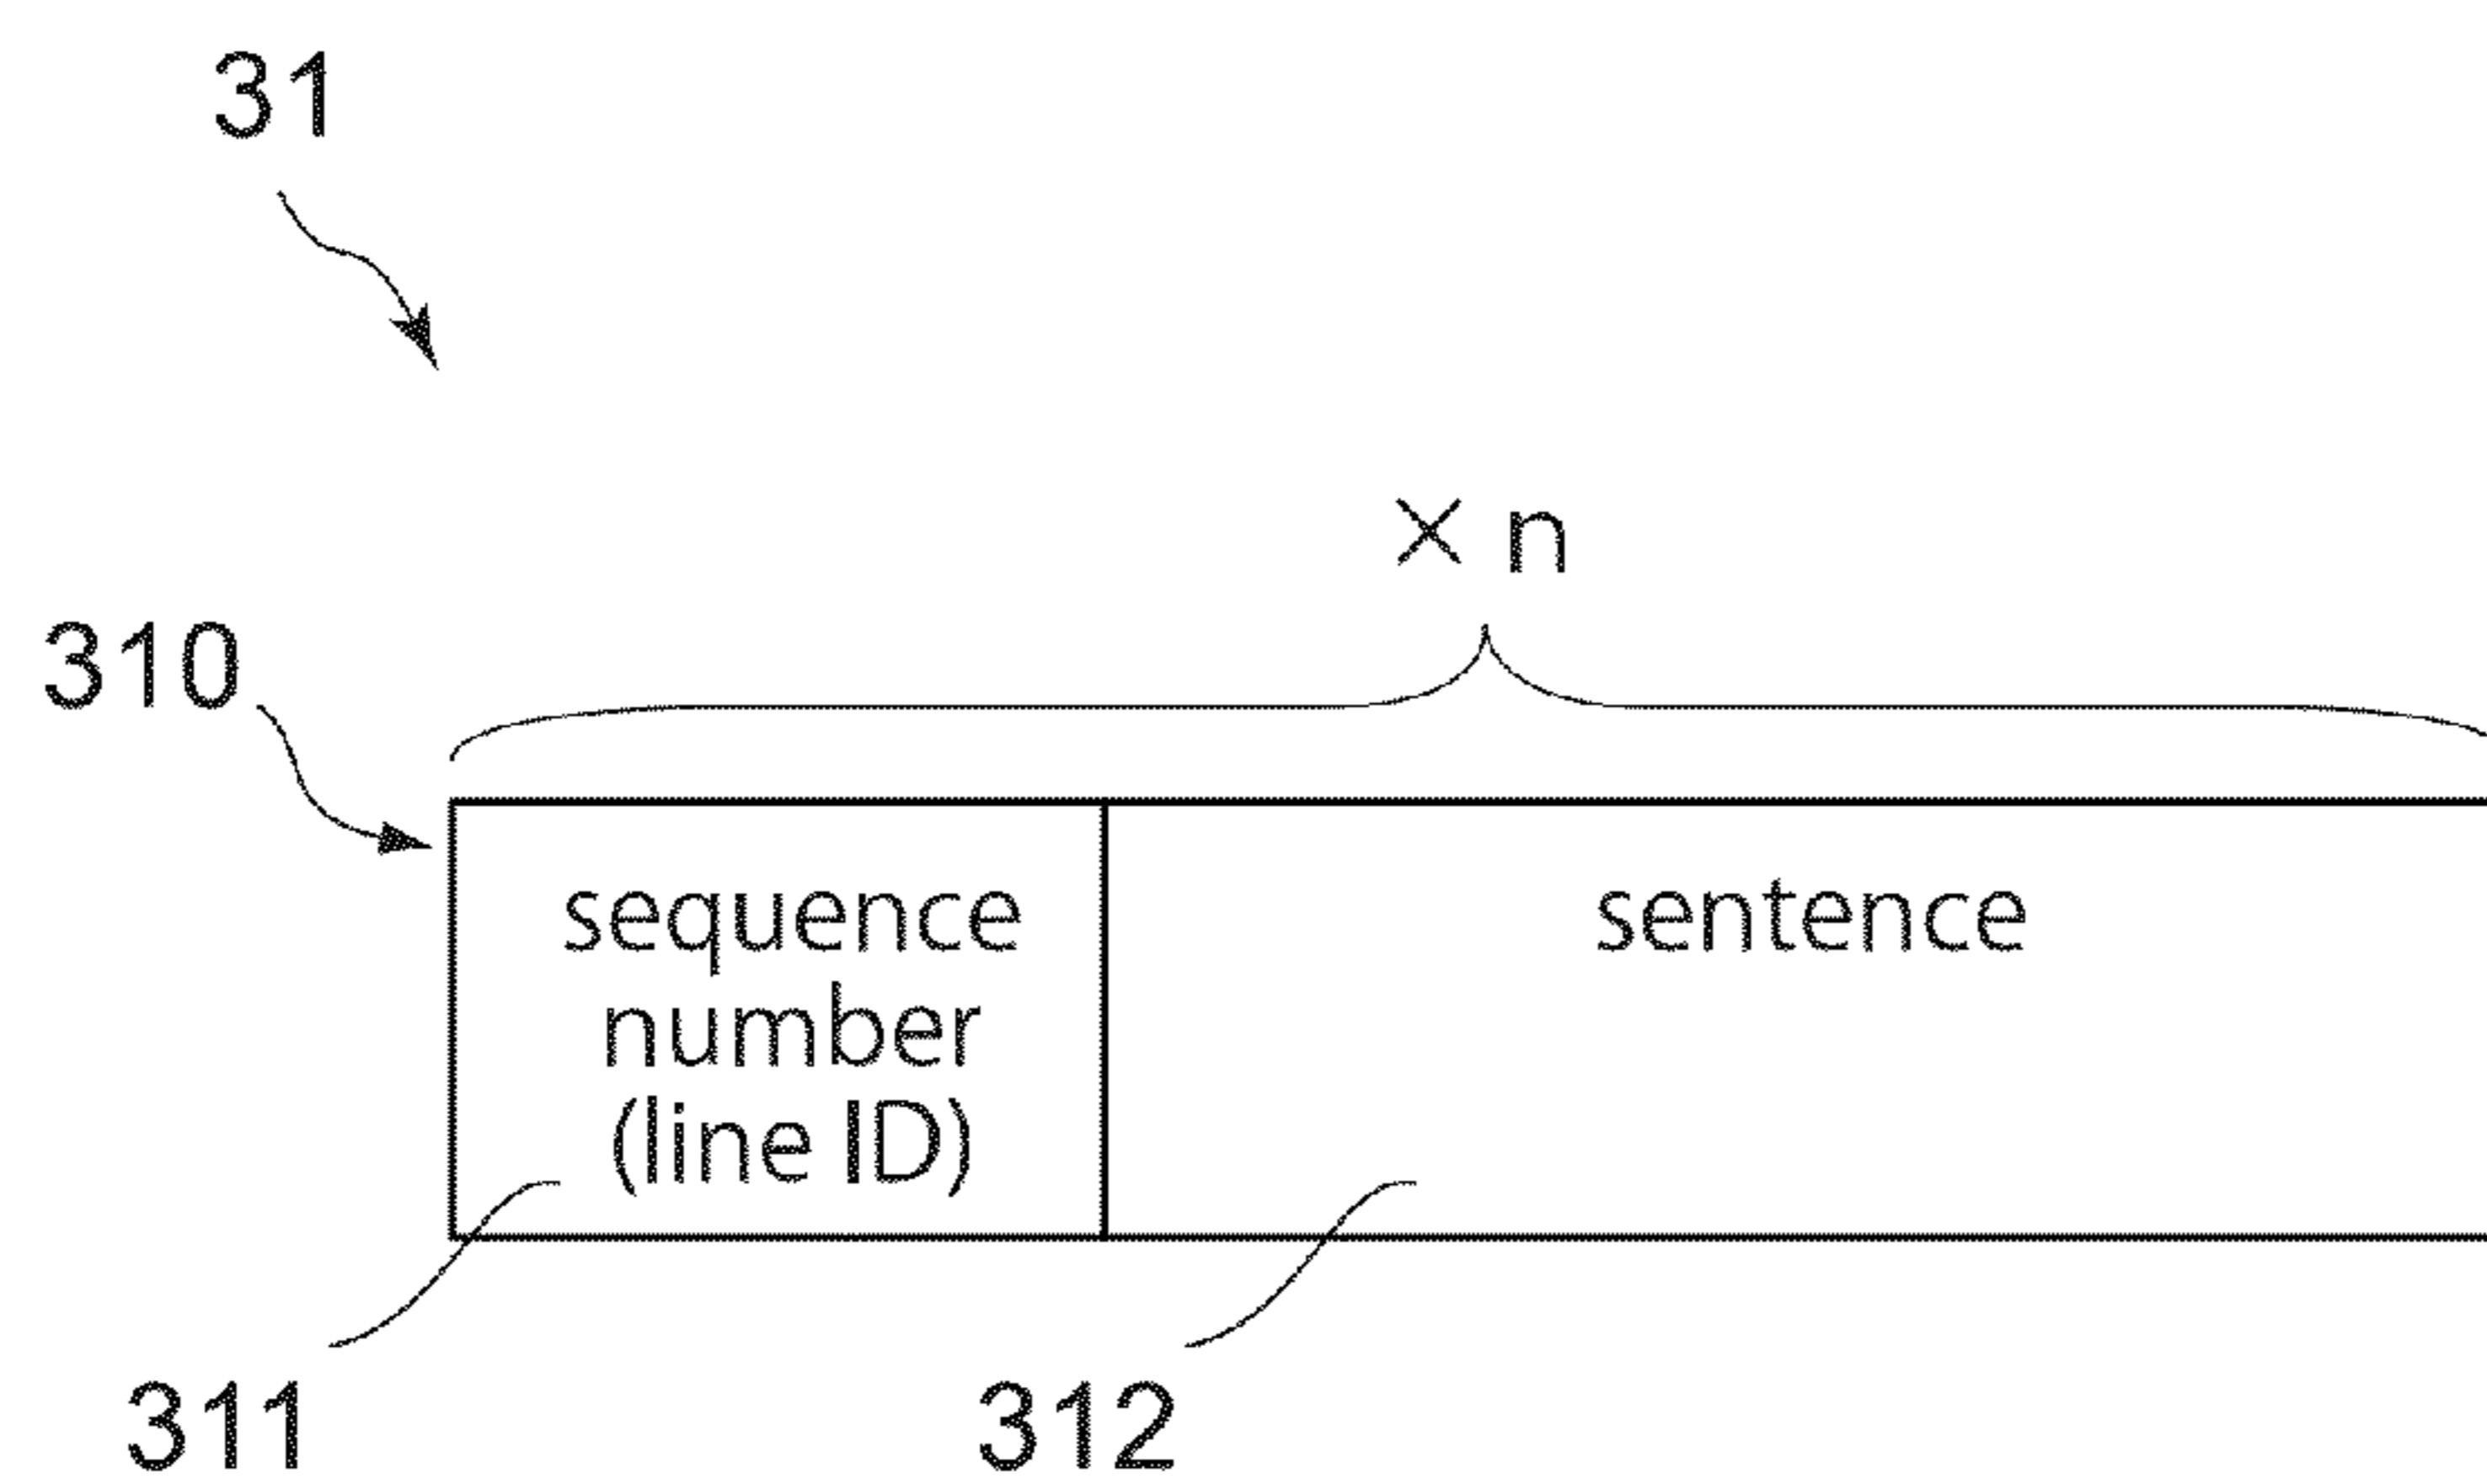 31
× n
310
sequence
number
(line ID)
sentence
311
312